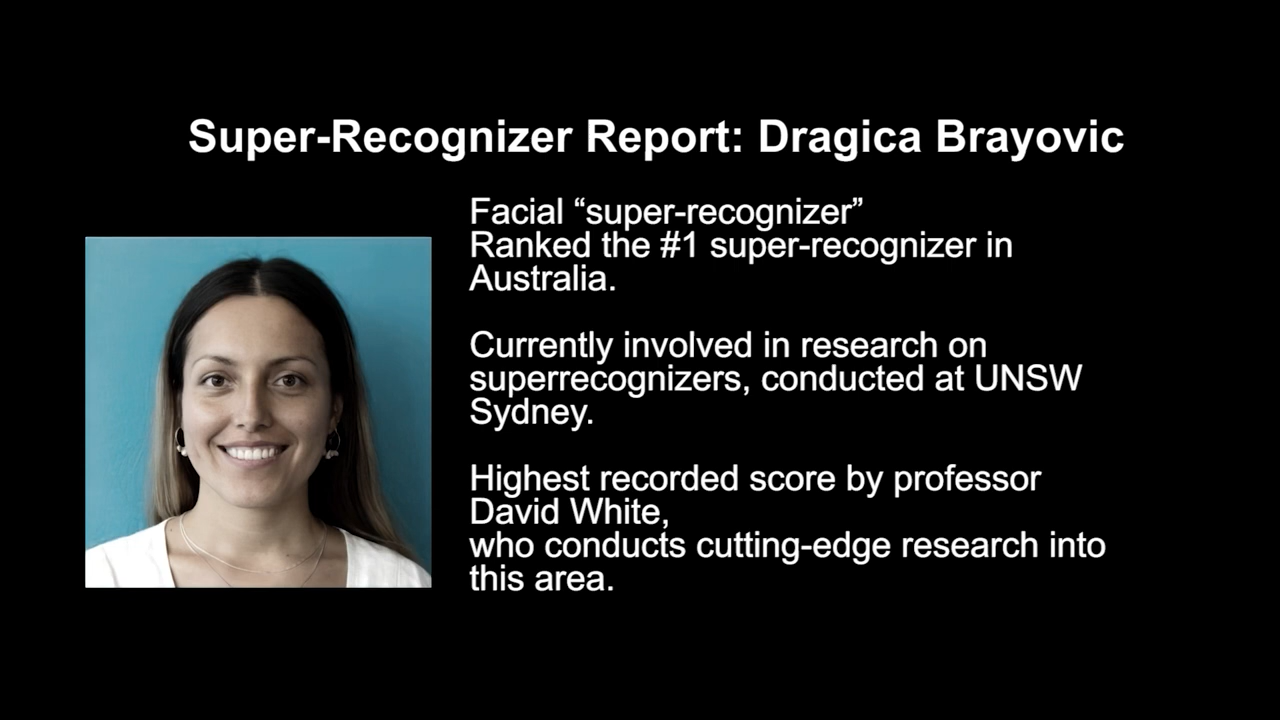 Super-Recognizer Report: Dragica Brayovic
Facial “super-recognizer”
Ranked the #1 super-recognizer in
Australia.
Currently involved in research on
superrecognizers, conducted at UNSW
Sydney.
Highest recorded score by professor
David White,
who conducts cutting-edge research into
this area.